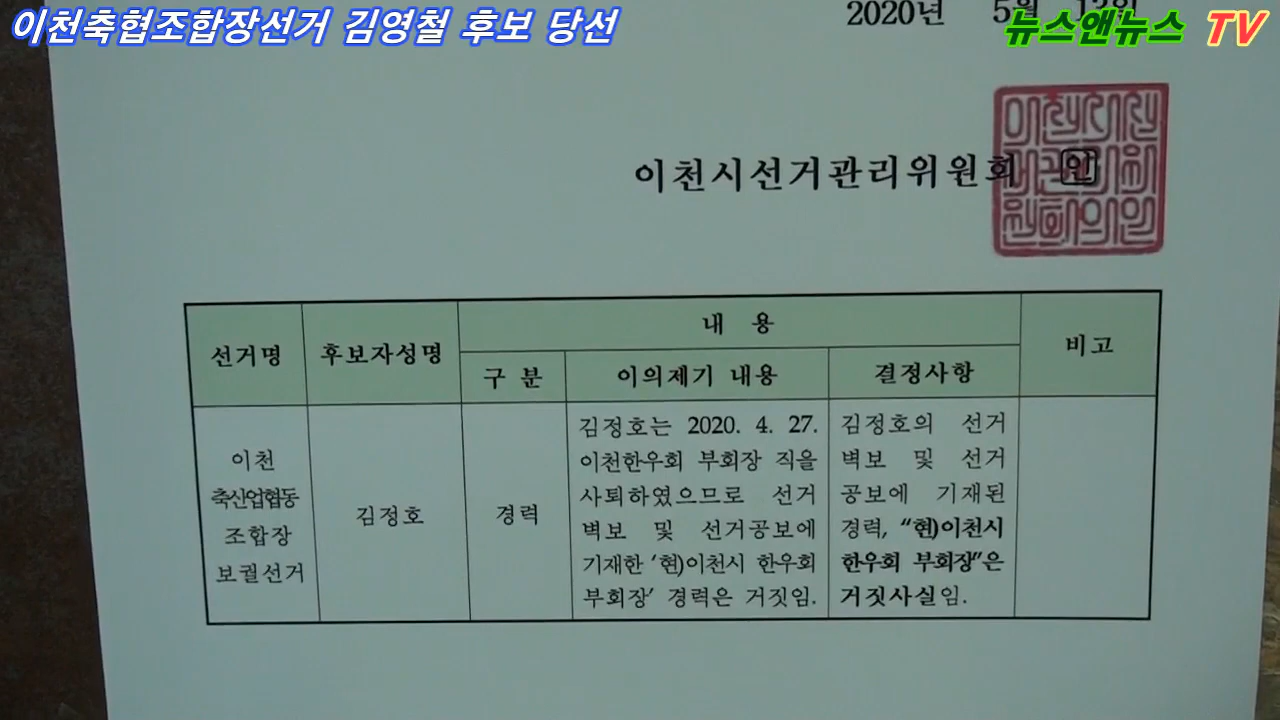 이천축협조합장선거 김영철 후보 당선
뉴스앤뉴스 TV
2020년 5월 13일
이천시선거관리위원회 인
선거명
후보자성명
내 용
비고
구 분
이의제기 내용
결정사항
이천
축산업협동
조합장
보궐선거
김정호
경력
김정호는 2020. 4. 27.
이천한우회 부회장 직을
사퇴하였으므로 선거
벽보 및 선거공보에
기재한 '현)이천시 한우회
부회장' 경력은 거짓임.
김정호의 선거
벽보 및 선거
공보에 기재된
경력, “현)이천시
한우회 부회장”은
거짓사실임.